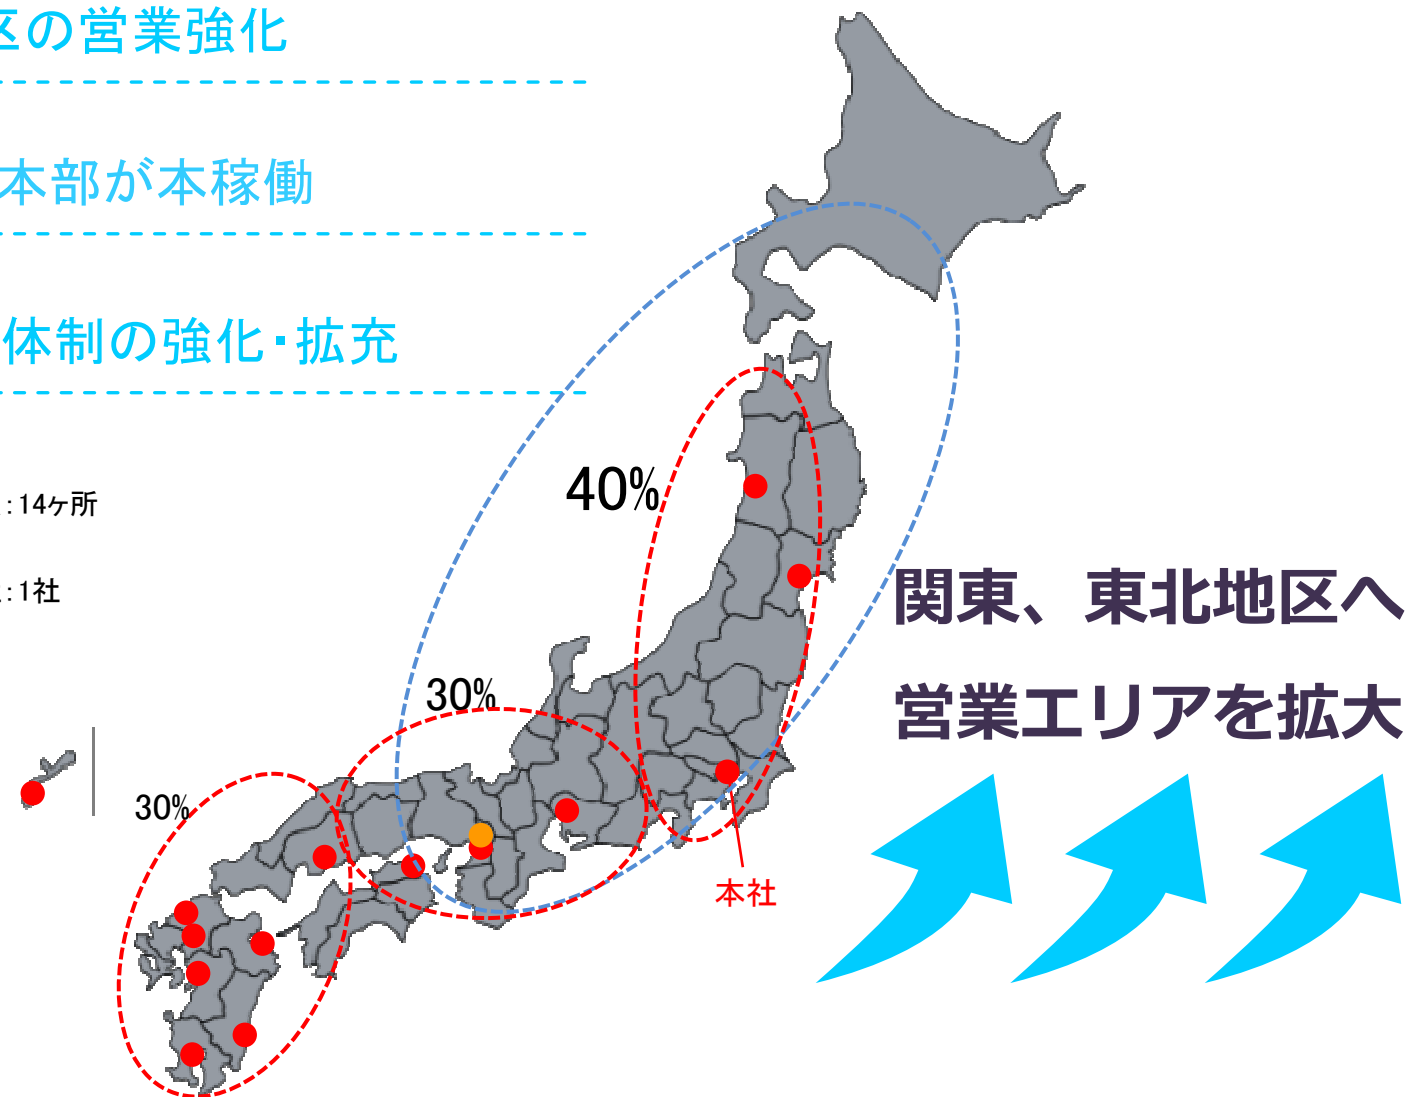 区の営業強化
本部が本稼働
体制の強化・拡充
40%
：14ヶ所
：1社
関東、東北地区へ
営業エリアを拡大
30%
30%
本社